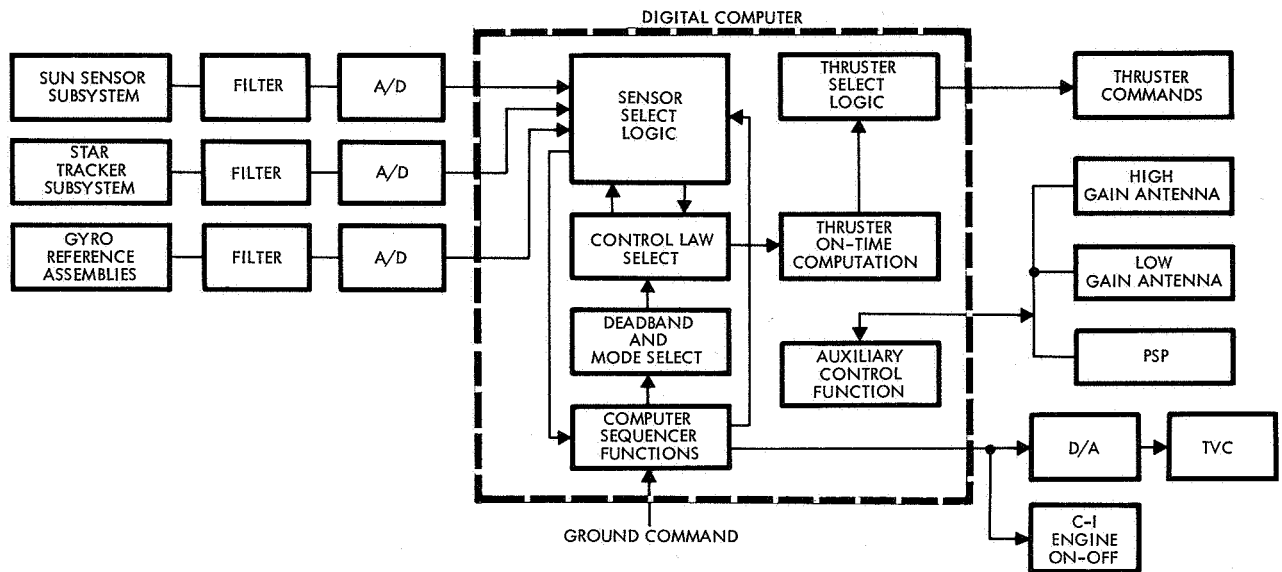 DIGITAL COMPUTER
SUN SENSOR
SUBSYSTEM
FILTER
A/D
SENSOR
SELECT
LOGIC
THRUSTER
SELECT
LOGIC
THRUSTER
COMMANDS
STAR
TRACKER
SUBSYSTEM
FILTER
A/D
HIGH
GAIN ANTENNA
GYRO
REFERENCE
ASSEMBLIES
FILTER
A/D
CONTROL LAW
SELECT
THRUSTER
ON-TIME
COMPUTATION
LOW
GAIN ANTENNA
DEADBAND
AND
MODE SELECT
AUXILIARY
CONTROL
FUNCTION
PSP
COMPUTER
SEQUENCER
FUNCTIONS
D/A
TVC
GROUND COMMAND
C-I
ENGINE
ON-OFF